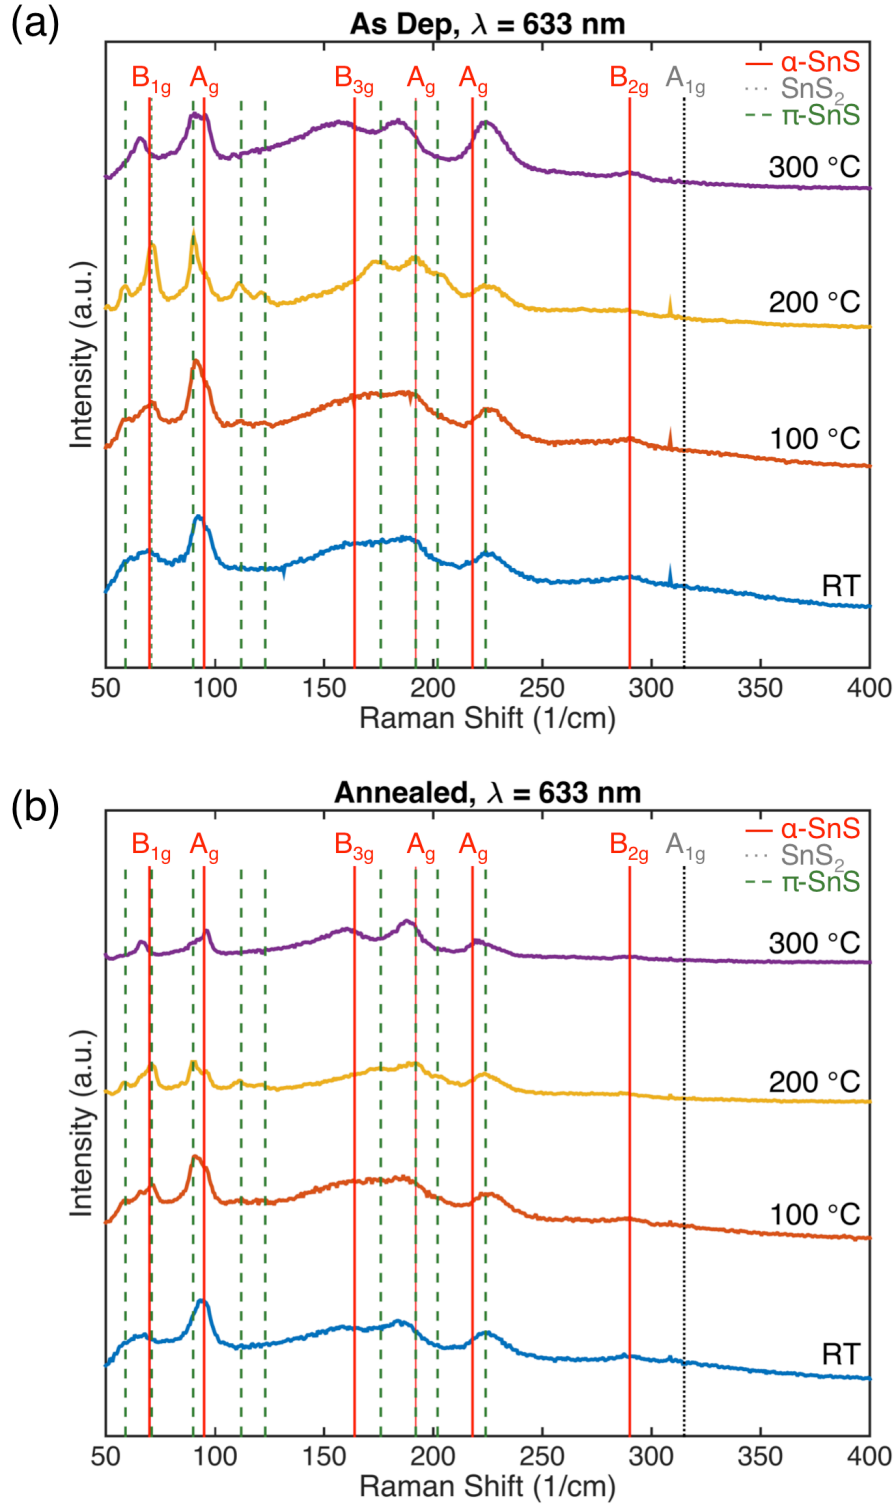 (a)
As Dep, λ = 633 nm
B1g Ag B3g Ag Ag B2g A1g
α-SnS
SnS2
π-SnS
300 °C
200 °C
100 °C
RT
Intensity (a.u.)
50 100 150 200 250 300 350 400
Raman Shift (1/cm)
(b)
Annealed, λ = 633 nm
B1g Ag B3g Ag Ag B2g A1g
α-SnS
SnS2
π-SnS
300 °C
200 °C
100 °C
RT
Intensity (a.u.)
50 100 150 200 250 300 350 400
Raman Shift (1/cm)